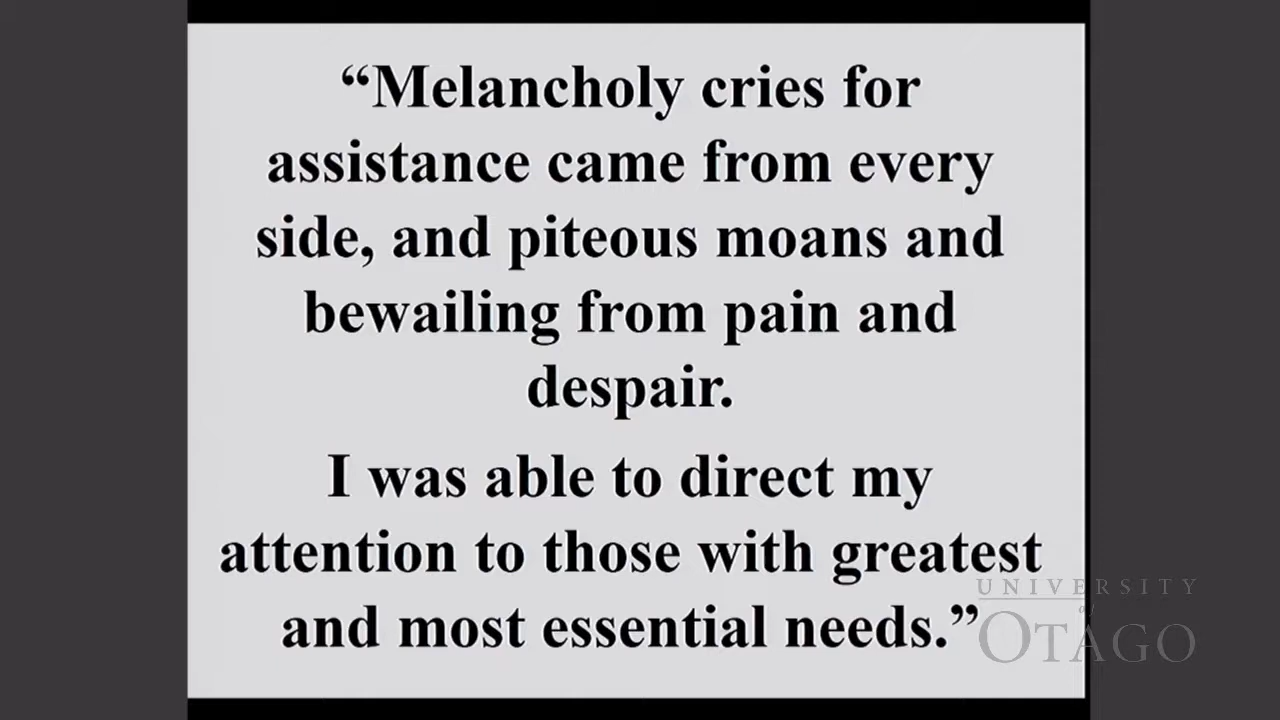 “Melancholy cries for
assistance came from every
side, and piteous moans and
bewailing from pain and
despair.
I was able to direct my
attention to those with greatest
and most essential needs.”
UNIVERSITY
of
OTAGO